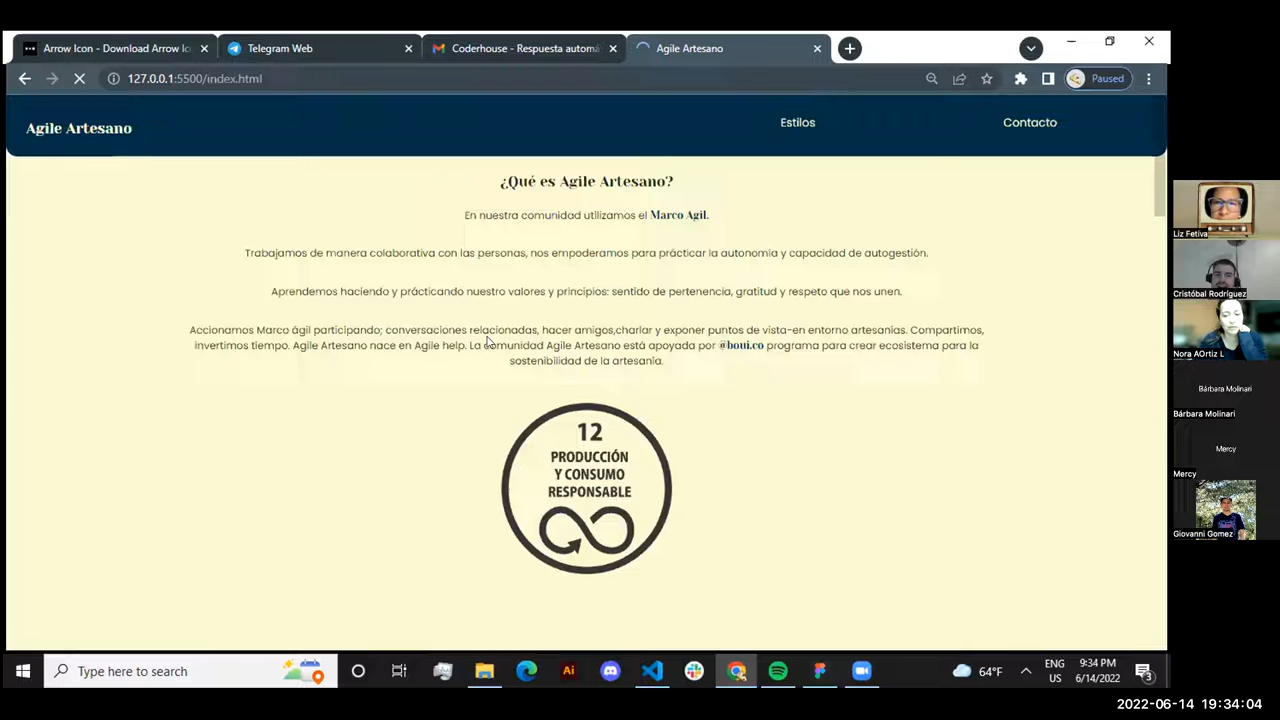 Arrow Icon - Download Arrow Ic
Telegram Web
Coderhouse - Respuesta automá
Agile Artesano
127.0.0.1:5500/index.html
Paused
Agile Artesano
Estilos
Contacto
¿Qué es Agile Artesano?
En nuestra comunidad utilizamos el Marco Agil.
Trabajamos de manera colaborativa con las personas, nos empoderamos para prácticar la autonomia y capacidad de autogestión.
Aprendemos haciendo y prácticando nuestro valores y principios: sentido de pertenencia, gratitud y respeto que nos unen.
Accionamos Marco ágil participando; conversaciones relacionadas, hacer amigos,charlar y exponer puntos de vista-en entorno artesanías. Compartimos,
invertimos tiempo. Agile Artesano nace en Agile help. La comunidad Agile Artesano está apoyada por @boui.co programa para crear ecosistema para la
sostenibilidad de la artesanía.
12
PRODUCCIÓN
Y CONSUMO
RESPONSABLE
Liz Fetiva
Cristóbal Rodríguez
Nora AOrtiz L
Bárbara Molinari
Bárbara Molinari
Mercy
Mercy
Giovanni Gomez
Type here to search
Ai
64°F
ENG
US
9:34 PM
6/14/2022
3
2022-06-14 19:34:04